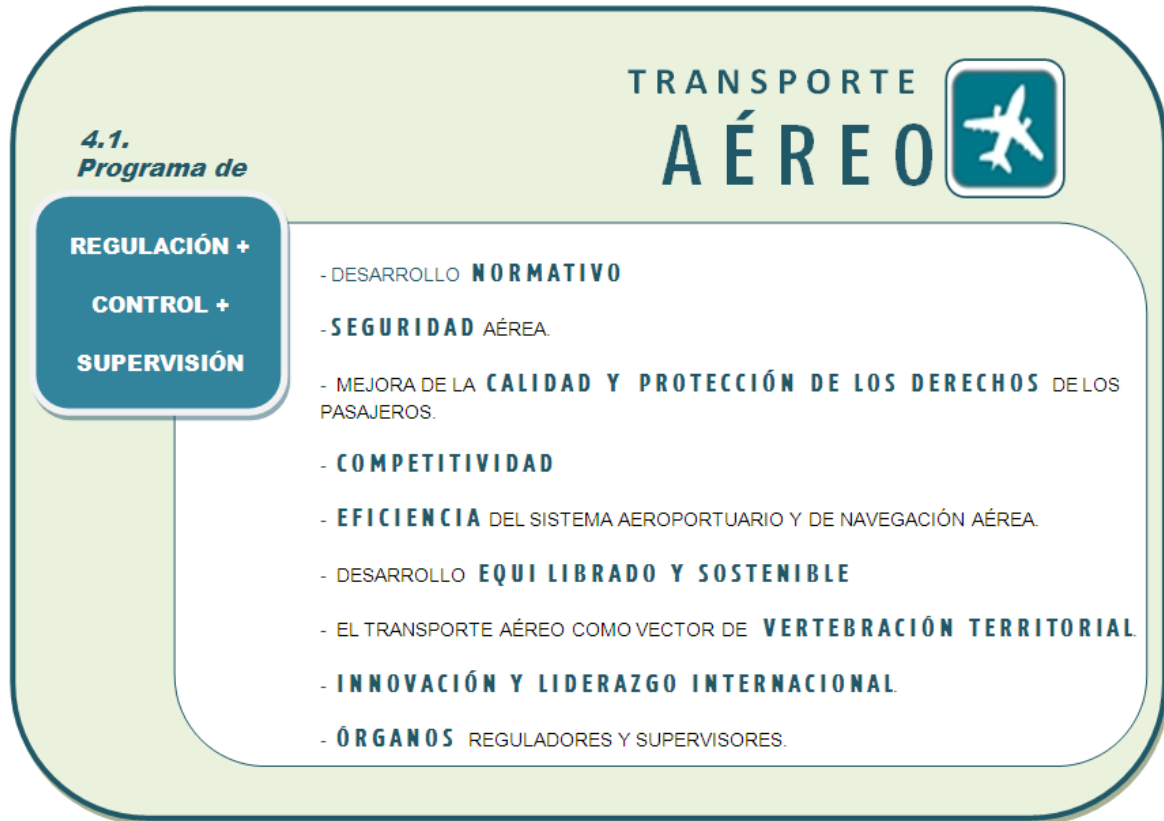 TRANSPORTE
AÉREO
4.1.
Programa de
REGULACIÓN +
CONTROL +
SUPERVISIÓN
- DESARROLLO NORMATIVO
- SEGURIDAD AÉREA.
- MEJORA DE LA CALIDAD Y PROTECCIÓN DE LOS DERECHOS DE LOS
PASAJEROS.
- COMPETITIVIDAD
- EFICIENCIA DEL SISTEMA AEROPORTUARIO Y DE NAVEGACIÓN AÉREA.
- DESARROLLO EQUI LIBRADO Y SOSTENIBLE
- EL TRANSPORTE AÉREO COMO VECTOR DE VERTEBRACIÓN TERRITORIAL.
- INNOVACIÓN Y LIDERAZGO INTERNACIONAL.
- ÓRGANOS REGULADORES Y SUPERVISORES.